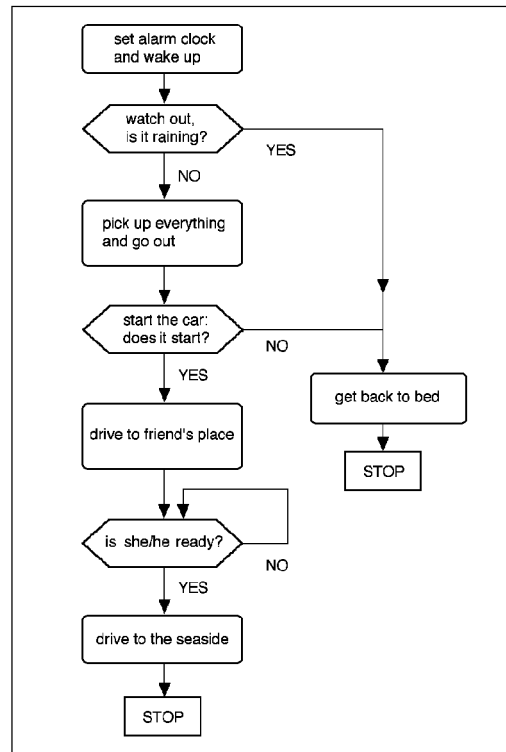 set alarm clock
and wake up
watch out,
is it raining?
YES
NO
pick up everything
and go out
start the car:
does it start?
NO
YES
get back to bed
drive to friend's place
STOP
is she/he ready?
NO
YES
drive to the seaside
STOP